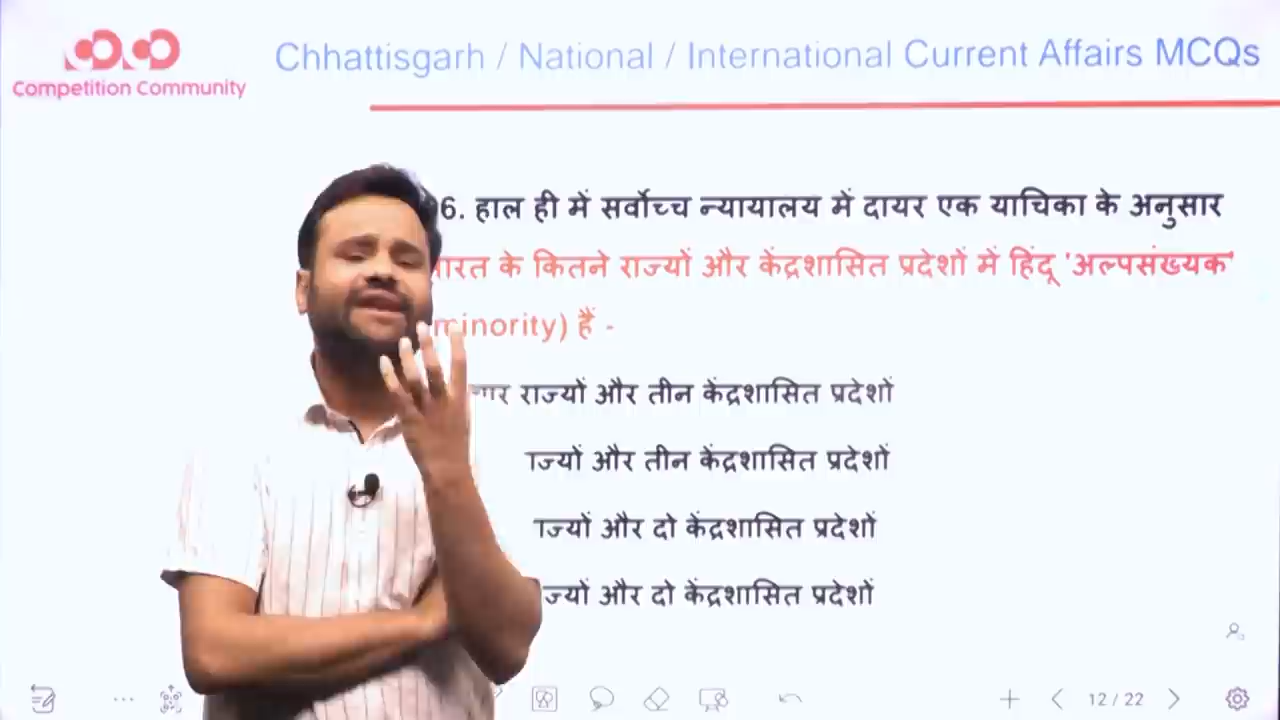 Competition Community
Chhattisgarh / National / International Current Affairs MCQs
6. हाल ही में सर्वोच्च न्यायालय में दायर एक याचिका के अनुसार
के कितने राज्यों और केंद्रशासित प्रदेशों में हिंदू 'अल्पसंख्यक'
minority) हैं -
राज्यों और तीन केंद्रशासित प्रदेशों
और तीन केंद्रशासित प्रदेशों
और दो केंद्रशासित प्रदेशों
और दो केंद्रशासित प्रदेशों
12 / 22